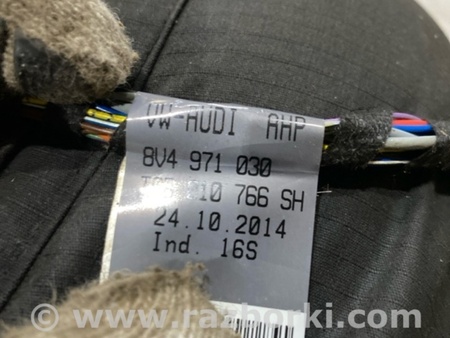 VW-AUDI AHP
8V4 971 030
766 SH
24.10.2014
Ind. 16S
© www.razborki.com